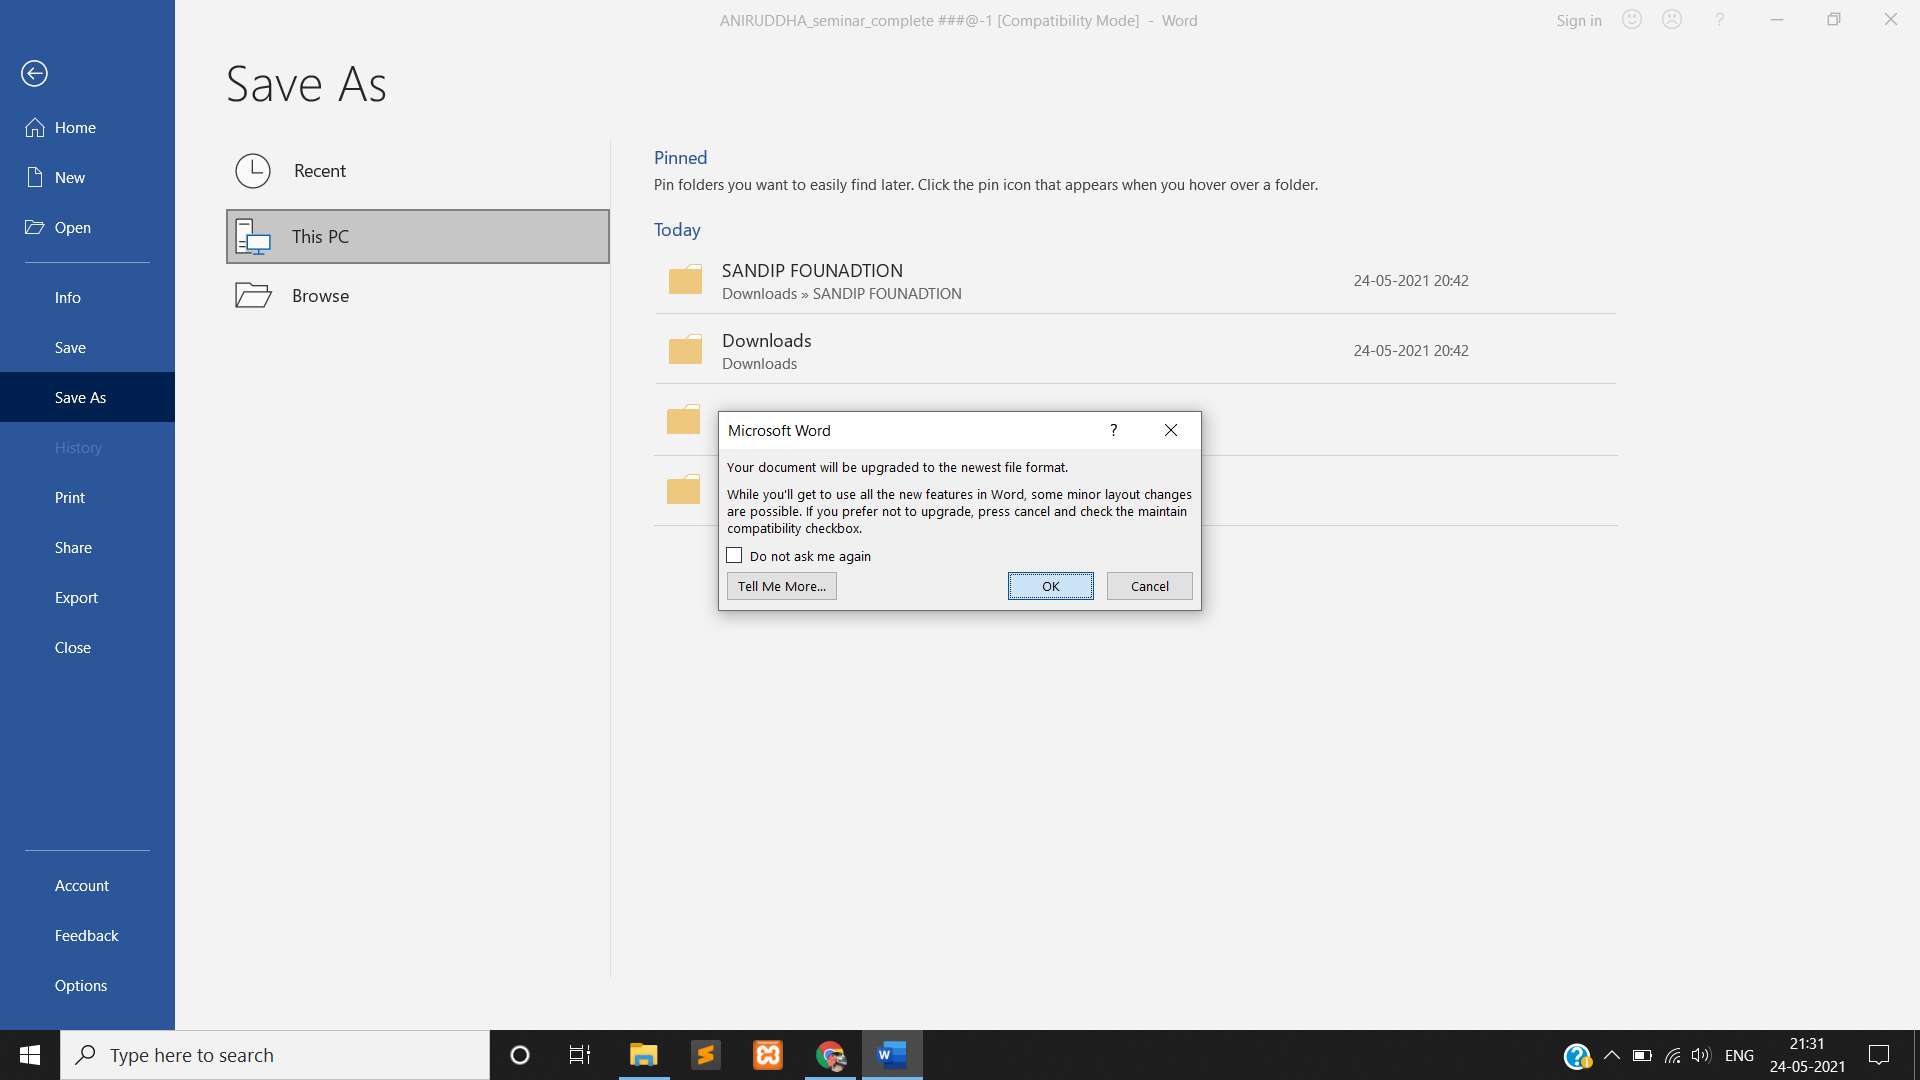 ANIRUDDHA_seminar_complete ###@-1 [Compatibility Mode] - Word
Sign in
?
Save As
Home
New
Open
Info
Save
Save As
History
Print
Share
Export
Close
Account
Feedback
Options
Recent
This PC
Browse
Pinned
Pin folders you want to easily find later. Click the pin icon that appears when you hover over a folder.
Today
SANDIP FOUNADTION
Downloads » SANDIP FOUNADTION
24-05-2021 20:42
Downloads
Downloads
24-05-2021 20:42
Microsoft Word
?
Your document will be upgraded to the newest file format.
While you'll get to use all the new features in Word, some minor layout changes
are possible. If you prefer not to upgrade, press cancel and check the maintain
compatibility checkbox.
Do not ask me again
Tell Me More...
OK
Cancel
Type here to search
ENG
21:31
24-05-2021